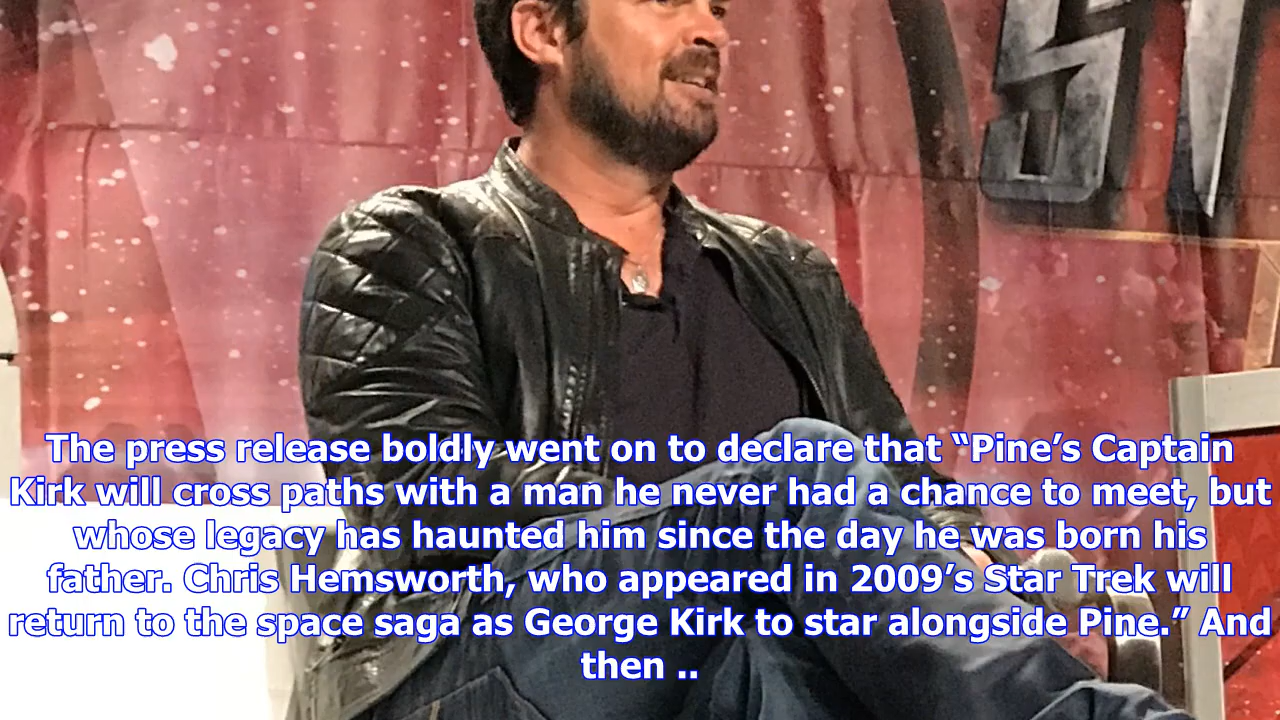 ST
The press release boldly went on to declare that “Pine’s Captain
Kirk will cross paths with a man he never had a chance to meet, but
whose legacy has haunted him since the day he was born his
father. Chris Hemsworth, who appeared in 2009’s Star Trek will
return to the space saga as George Kirk to star alongside Pine.” And
then ..